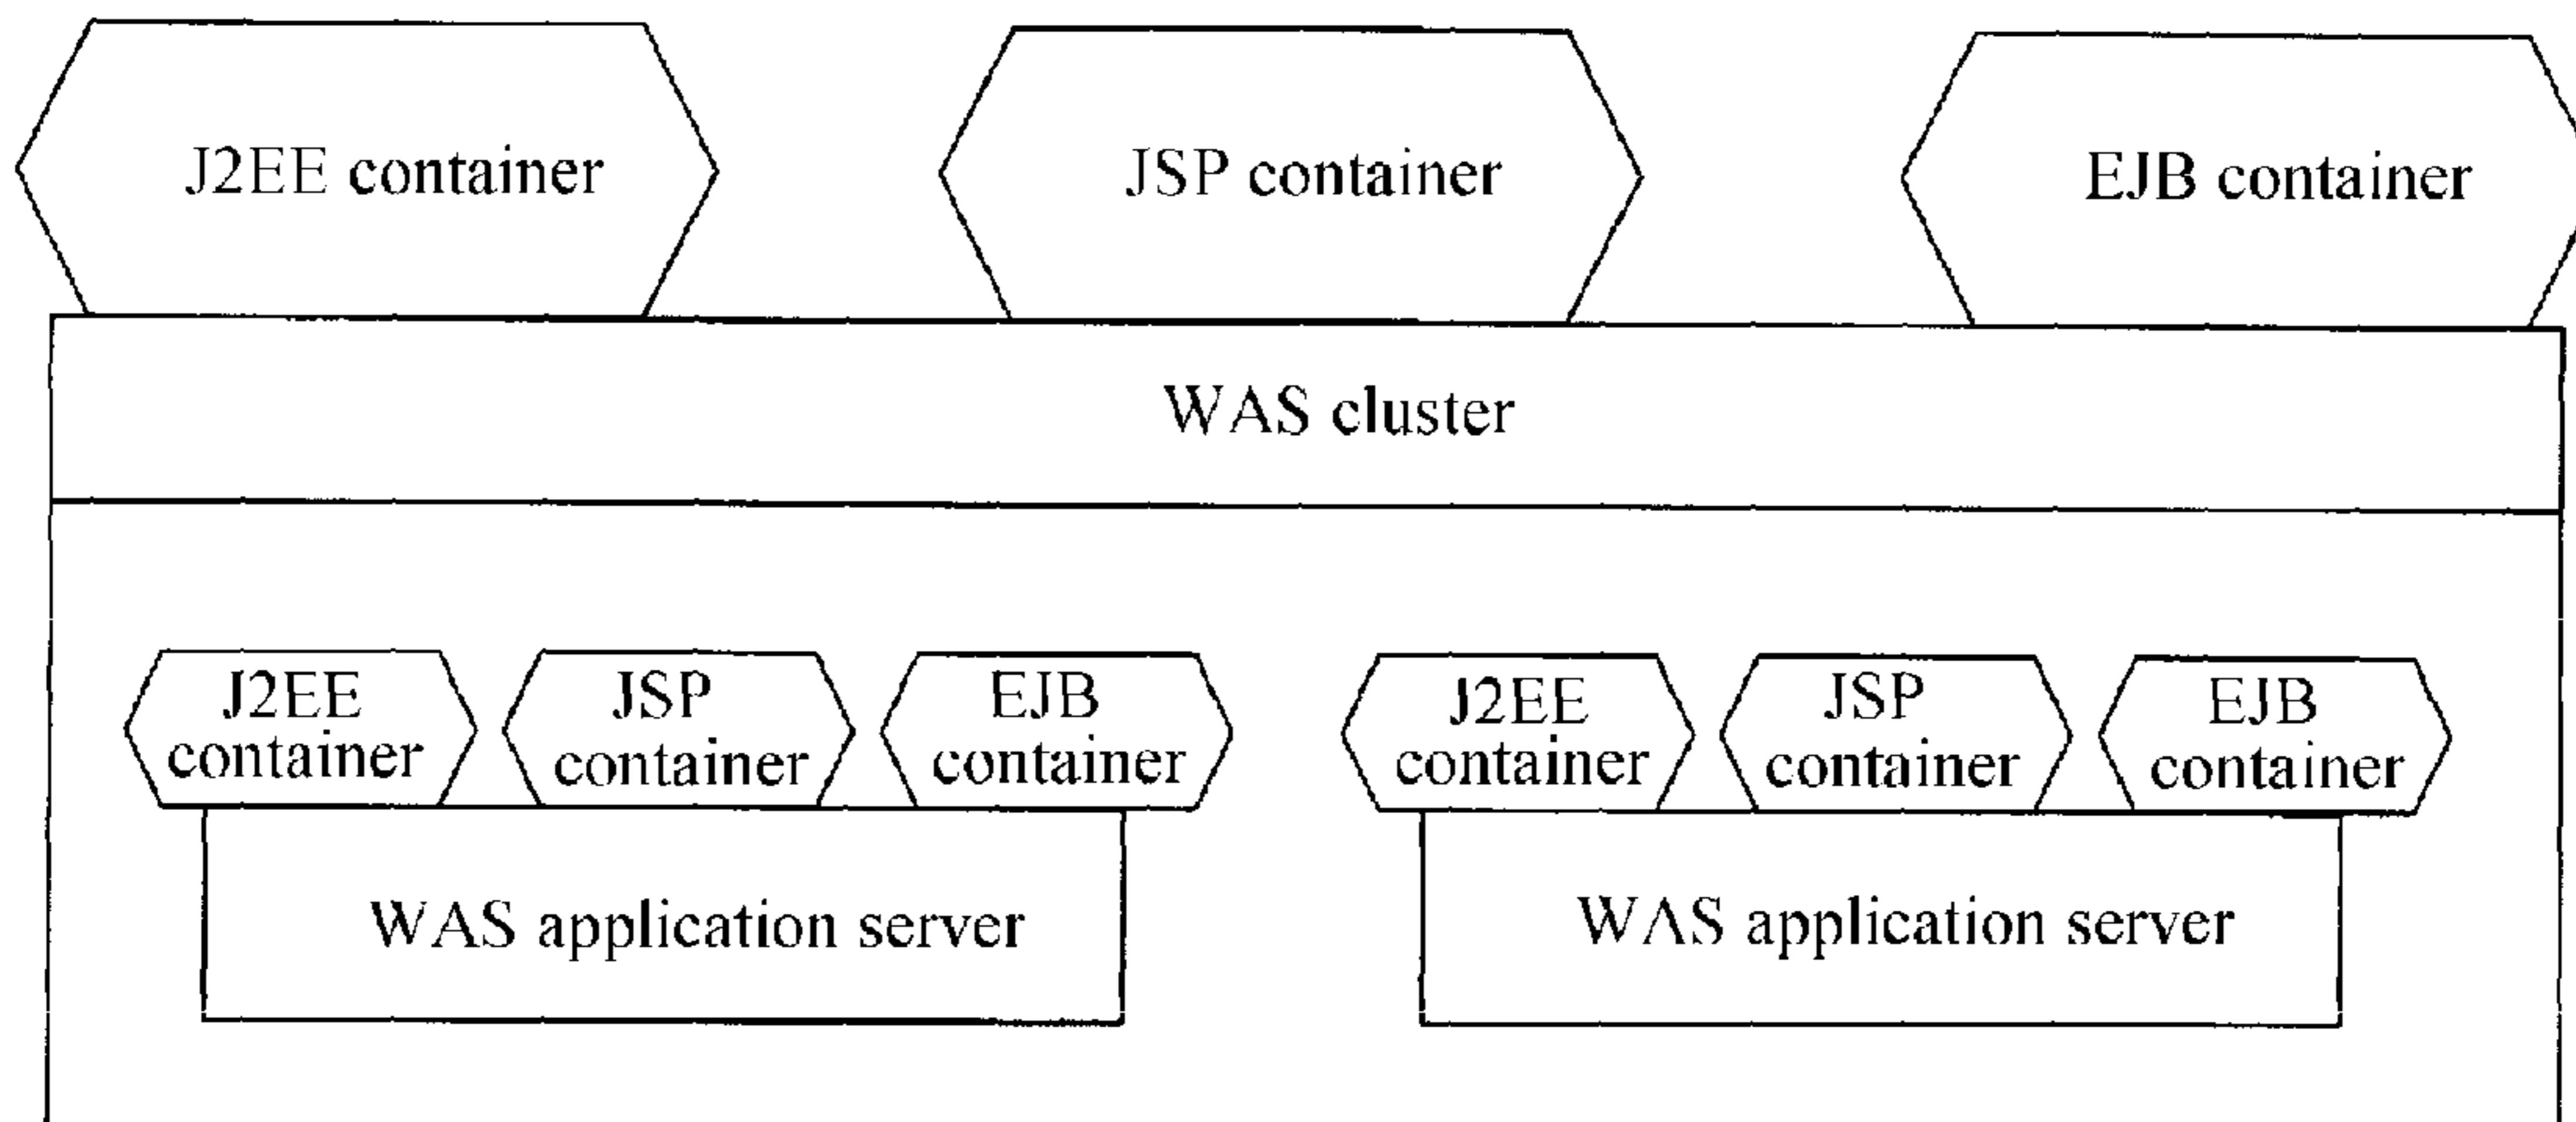 J2EE container
JSP container
EJB container
WAS cluster
J2EE
container
JSP
container
EJB
container
J2EE
container
JSP
container
EJB
container
WAS application server
WAS application server